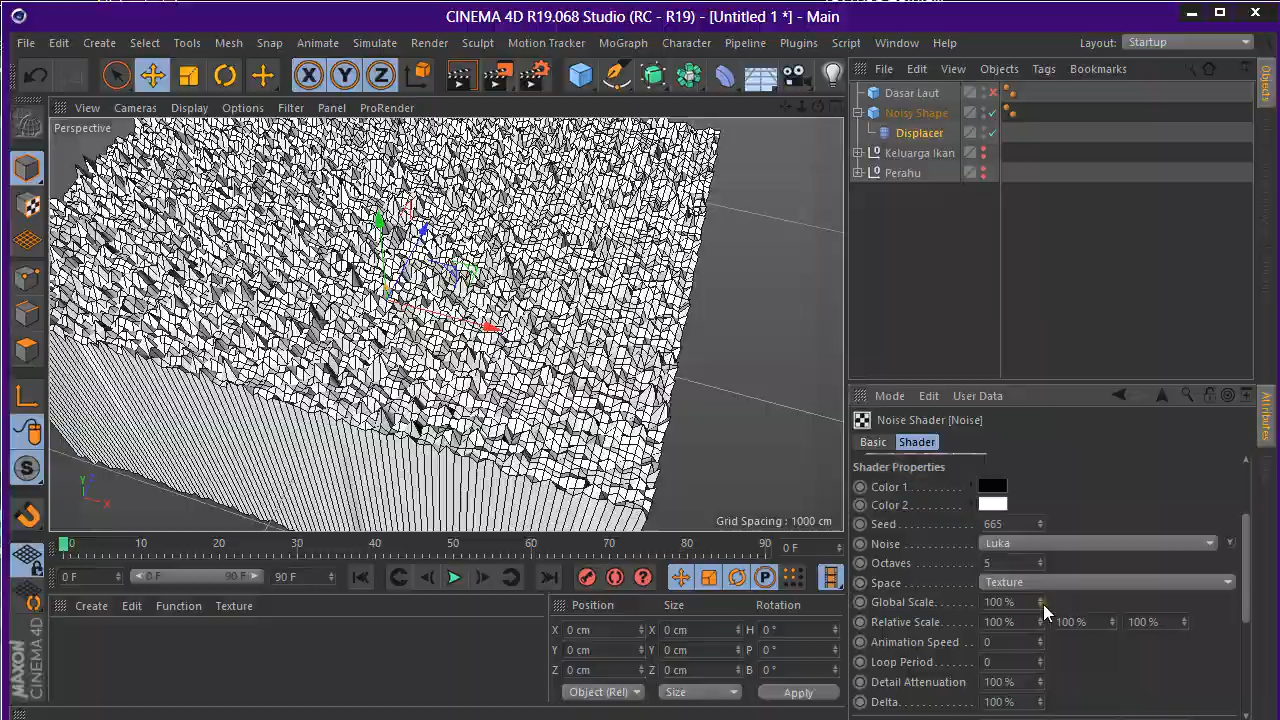 CINEMA 4D R19.068 Studio (RC - R19) - [Untitled 1 *] - Main
File Edit Create Select Tools Mesh Snap Animate Simulate Render Sculpt Motion Tracker MoGraph Character Pipeline Plugins Script Window Help Layout: Startup
X Y Z
File Edit View Objects Tags Bookmarks
Objects
View Cameras Display Options Filter Panel ProRender
Perspective
Dasar Laut
Noisy Shape
Displacer
Keluarga Ikan
Perahu
Y Z X
Grid Spacing : 1000 cm
Mode Edit User Data
Attributes
Noise Shader [Noise]
Basic Shader
Shader Properties
Color 1
Color 2
Seed 665
Noise Luka
Octaves 5
Space Texture
Global Scale 100 %
Relative Scale 100 % 100 % 100 %
Animation Speed 0
Loop Period 0
Detail Attenuation 100 %
Delta 100 %
0 10 20 30 40 50 60 70 80 90 0 F
0 F 0 F 90 F 90 F
P
S
Create Edit Function Texture
Position Size Rotation
X 0 cm X 0 cm H 0 °
Y 0 cm Y 0 cm P 0 °
Z 0 cm Z 0 cm B 0 °
Object (Rel) Size Apply
MAXON
CINEMA 4D